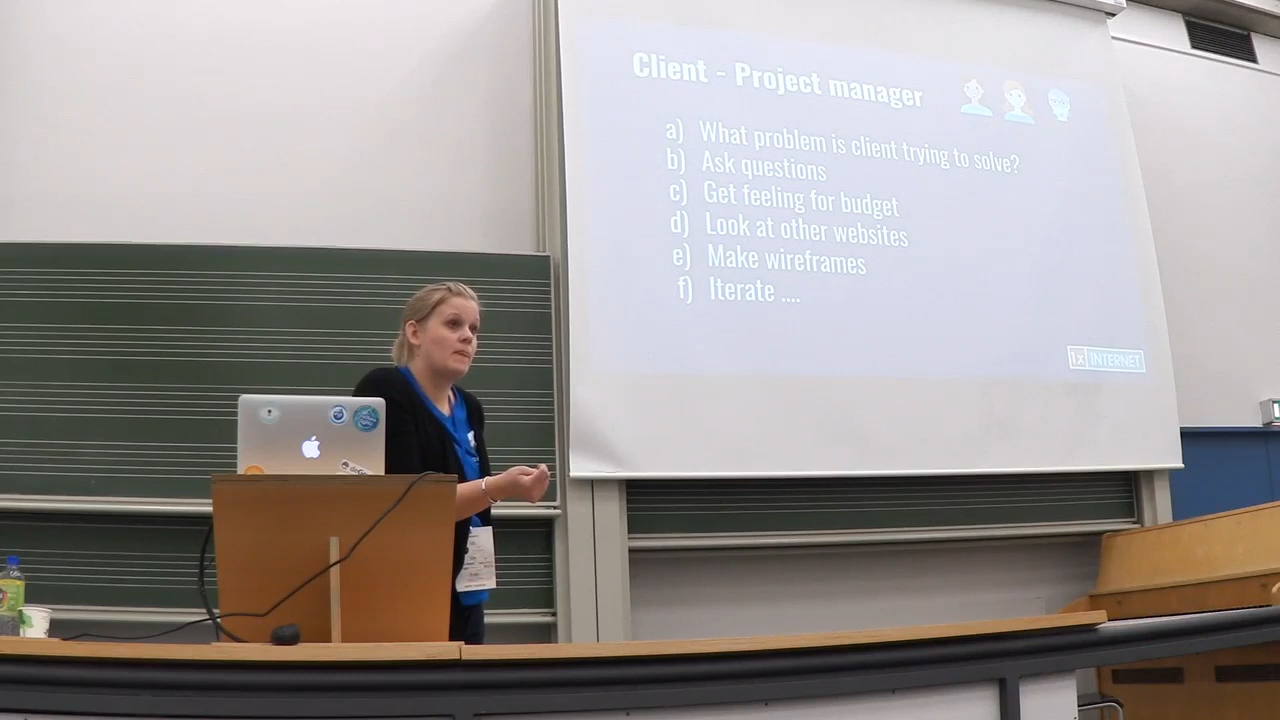 Client - Project manager
a) What problem is client trying to solve?
b) Ask questions
c) Get feeling for budget
d) Look at other websites
e) Make wireframes
f) Iterate ....
1x INTERNET